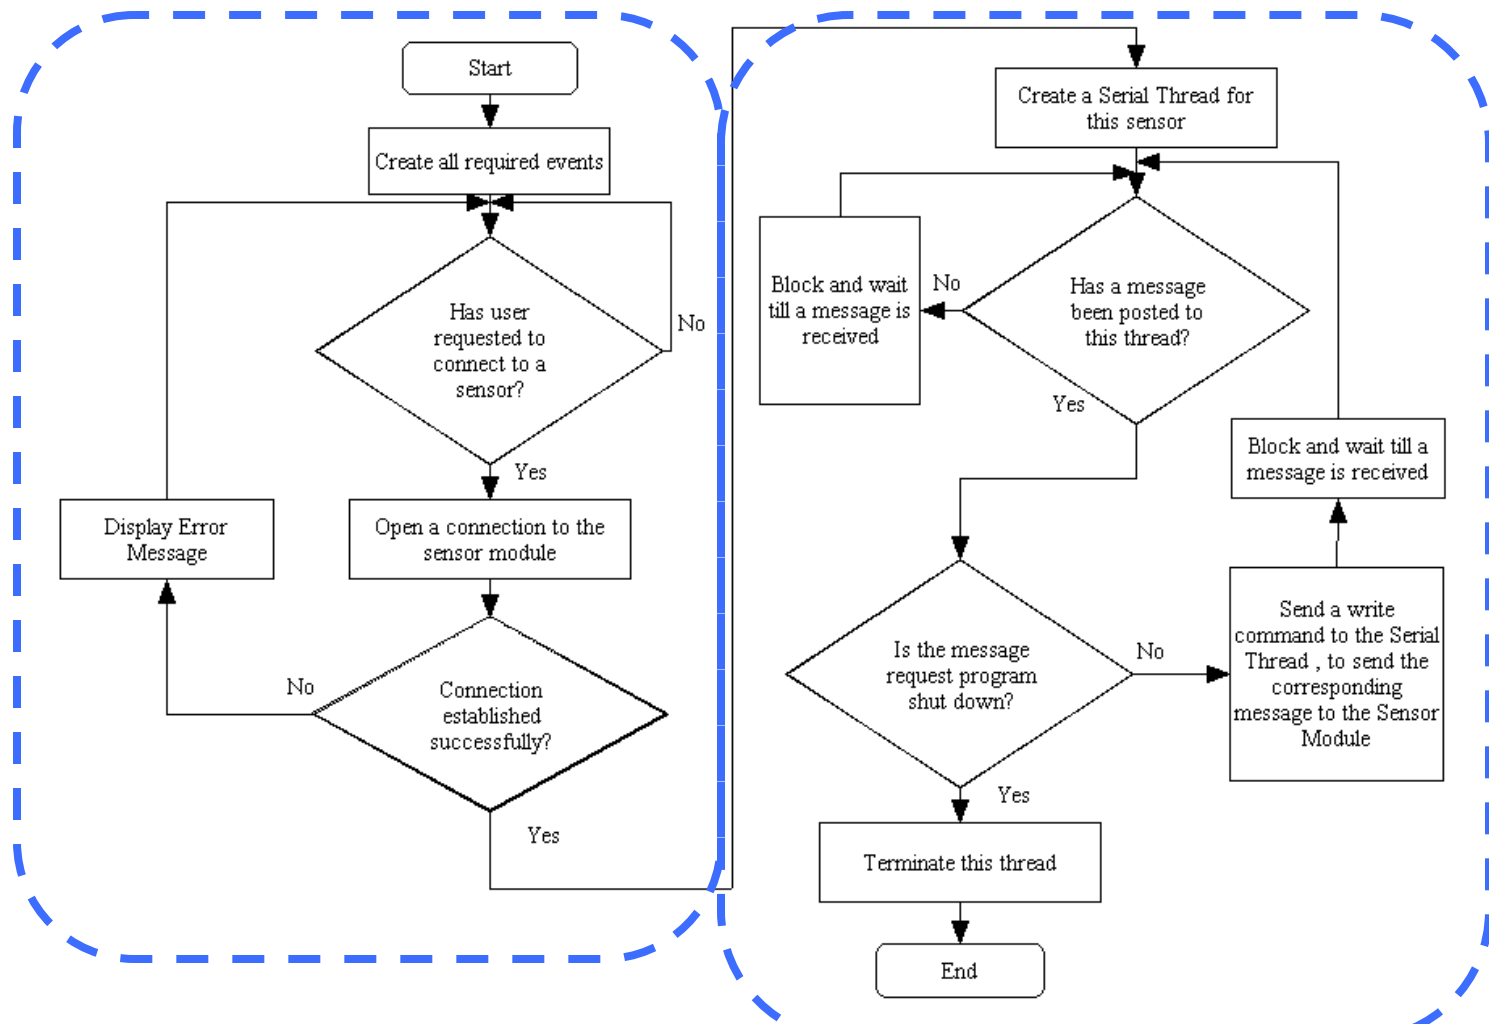 Start
Create all required events
Has user
requested to
connect to a
sensor?
No
Yes
Open a connection to the
sensor module
Display Error
Message
No
Connection
established
successfully?
Yes
Create a Serial Thread for
this sensor
Block and wait
till a message is
received
No
Has a message
been posted to
this thread?
Yes
Block and wait till a
message is received
Is the message
request program
shut down?
No
Send a write
command to the Serial
Thread , to send the
corresponding
message to the Sensor
Module
Yes
Terminate this thread
End